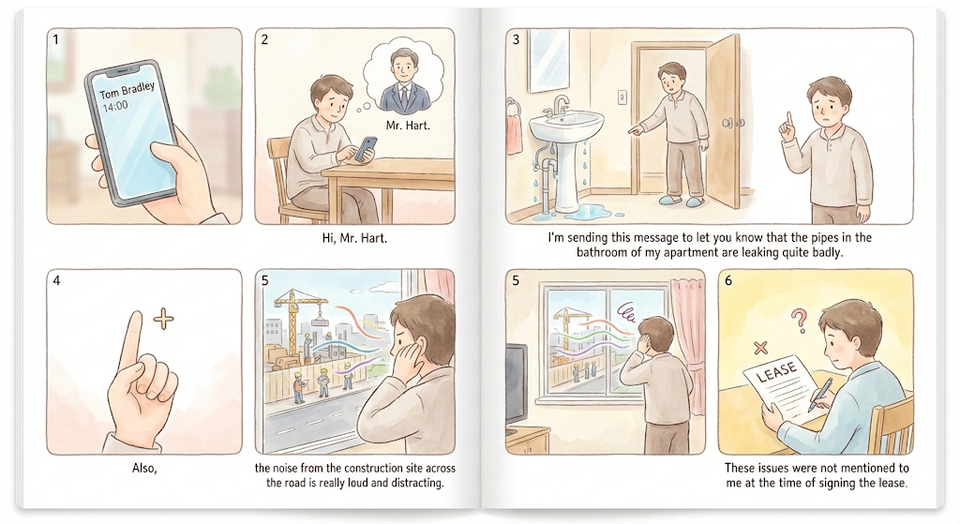 1
Tom Bradley
14:00
2
Mr. Hart.
Hi, Mr. Hart.
3
I'm sending this message to let you know that the pipes in the
bathroom of my apartment are leaking quite badly.
4
Also,
5
the noise from the construction site across
the road is really loud and distracting.
5
6
?
LEASE
These issues were not mentioned to
me at the time of signing the lease.